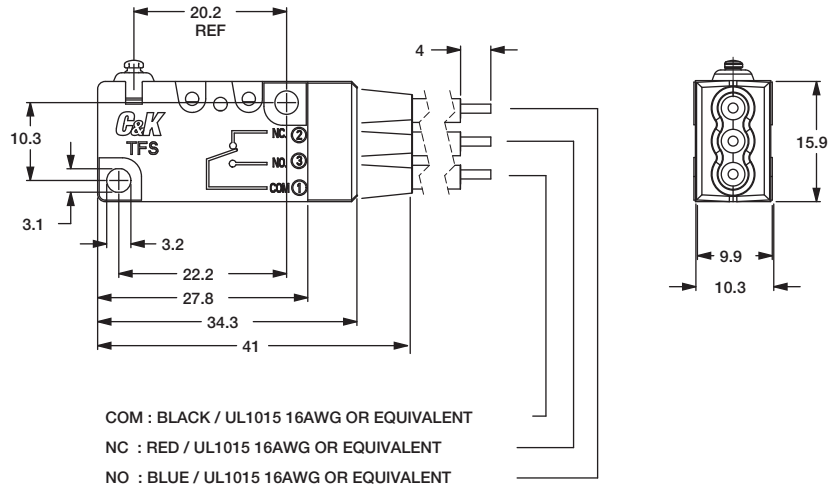 20.2
REF
4
C&K
TFS
NC. ②
NO. ③
COM ①
10.3
3.1
3.2
22.2
27.8
34.3
41
15.9
9.9
10.3
COM : BLACK / UL1015 16AWG OR EQUIVALENT
NC : RED / UL1015 16AWG OR EQUIVALENT
NO : BLUE / UL1015 16AWG OR EQUIVALENT